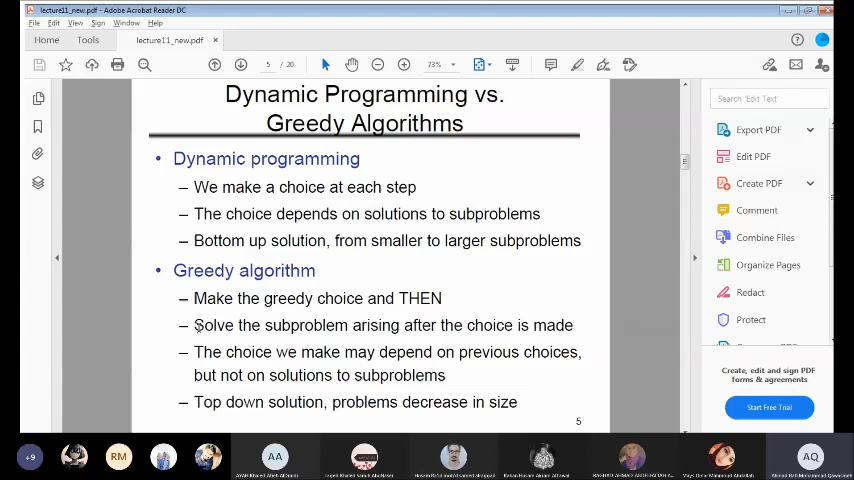 lecture11_new.pdf - Adobe Acrobat Reader DC
File Edit View Sign Window Help
Home Tools lecture11_new.pdf ×
5 / 20 73%
Dynamic Programming vs.
Greedy Algorithms
• Dynamic programming
– We make a choice at each step
– The choice depends on solutions to subproblems
– Bottom up solution, from smaller to larger subproblems
• Greedy algorithm
– Make the greedy choice and THEN
– Solve the subproblem arising after the choice is made
– The choice we make may depend on previous choices,
but not on solutions to subproblems
– Top down solution, problems decrease in size
5
Search 'Edit Text'
Export PDF
Edit PDF
Create PDF
Comment
Combine Files
Organize Pages
Redact
Protect
Create, edit and sign PDF
forms & agreements
Start Free Trial
+9 RM AA AQ